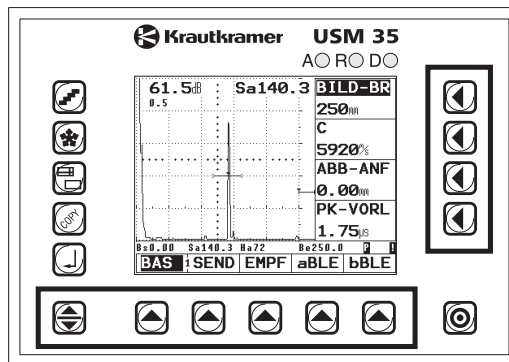 Krautkramer USM 35
A R D
61.5dB : Sa140.3 BILD-BR
0.5
250mm
C
5920m/s
ABB-ANF
0.00mm
PK-VORL
1.75µs
Bs0.00 Sa140.3 Ha72 Be250.0 P !
BAS 1 SEND EMPF aBLE bBLE
COPY